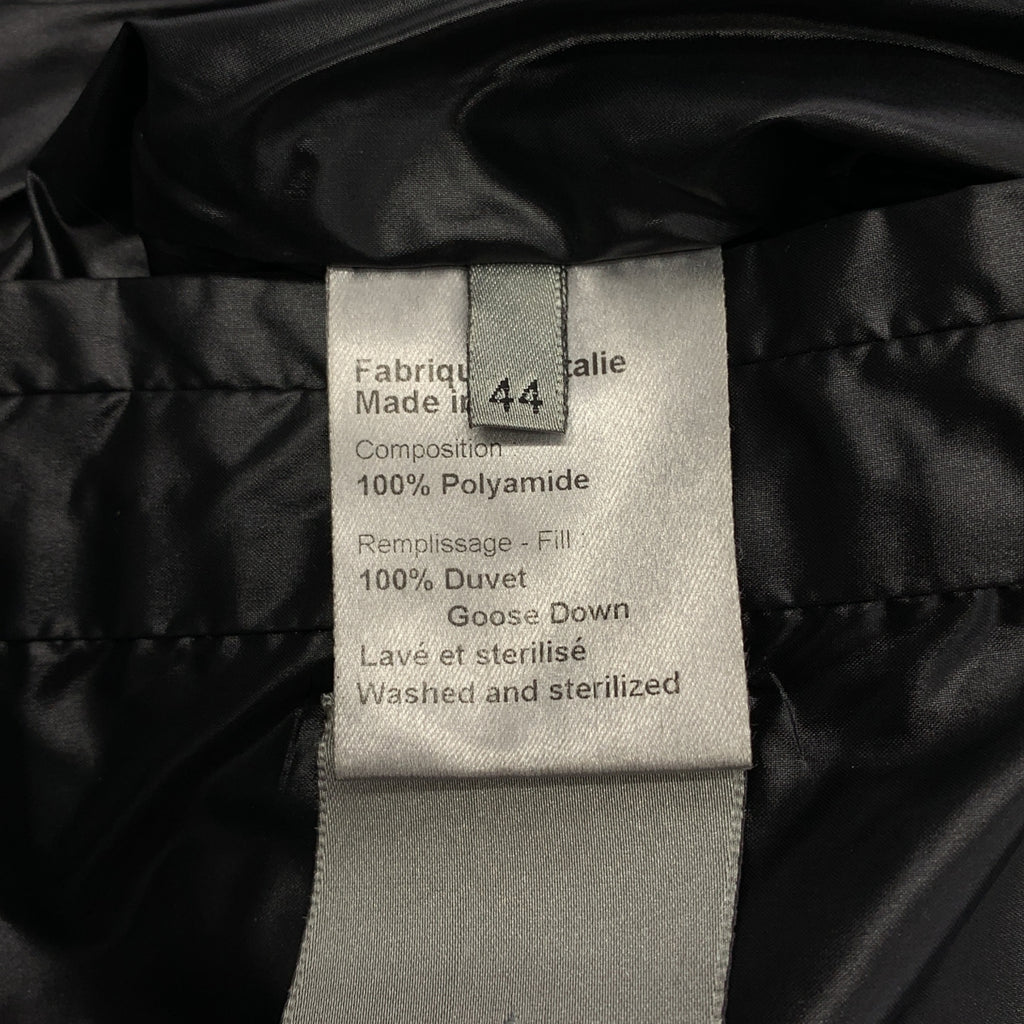 Fabriqu talie
Made in
44
Composition
100% Polyamide
Remplissage - Fill :
100% Duvet
Goose Down
Lavé et sterilisé
Washed and sterilized